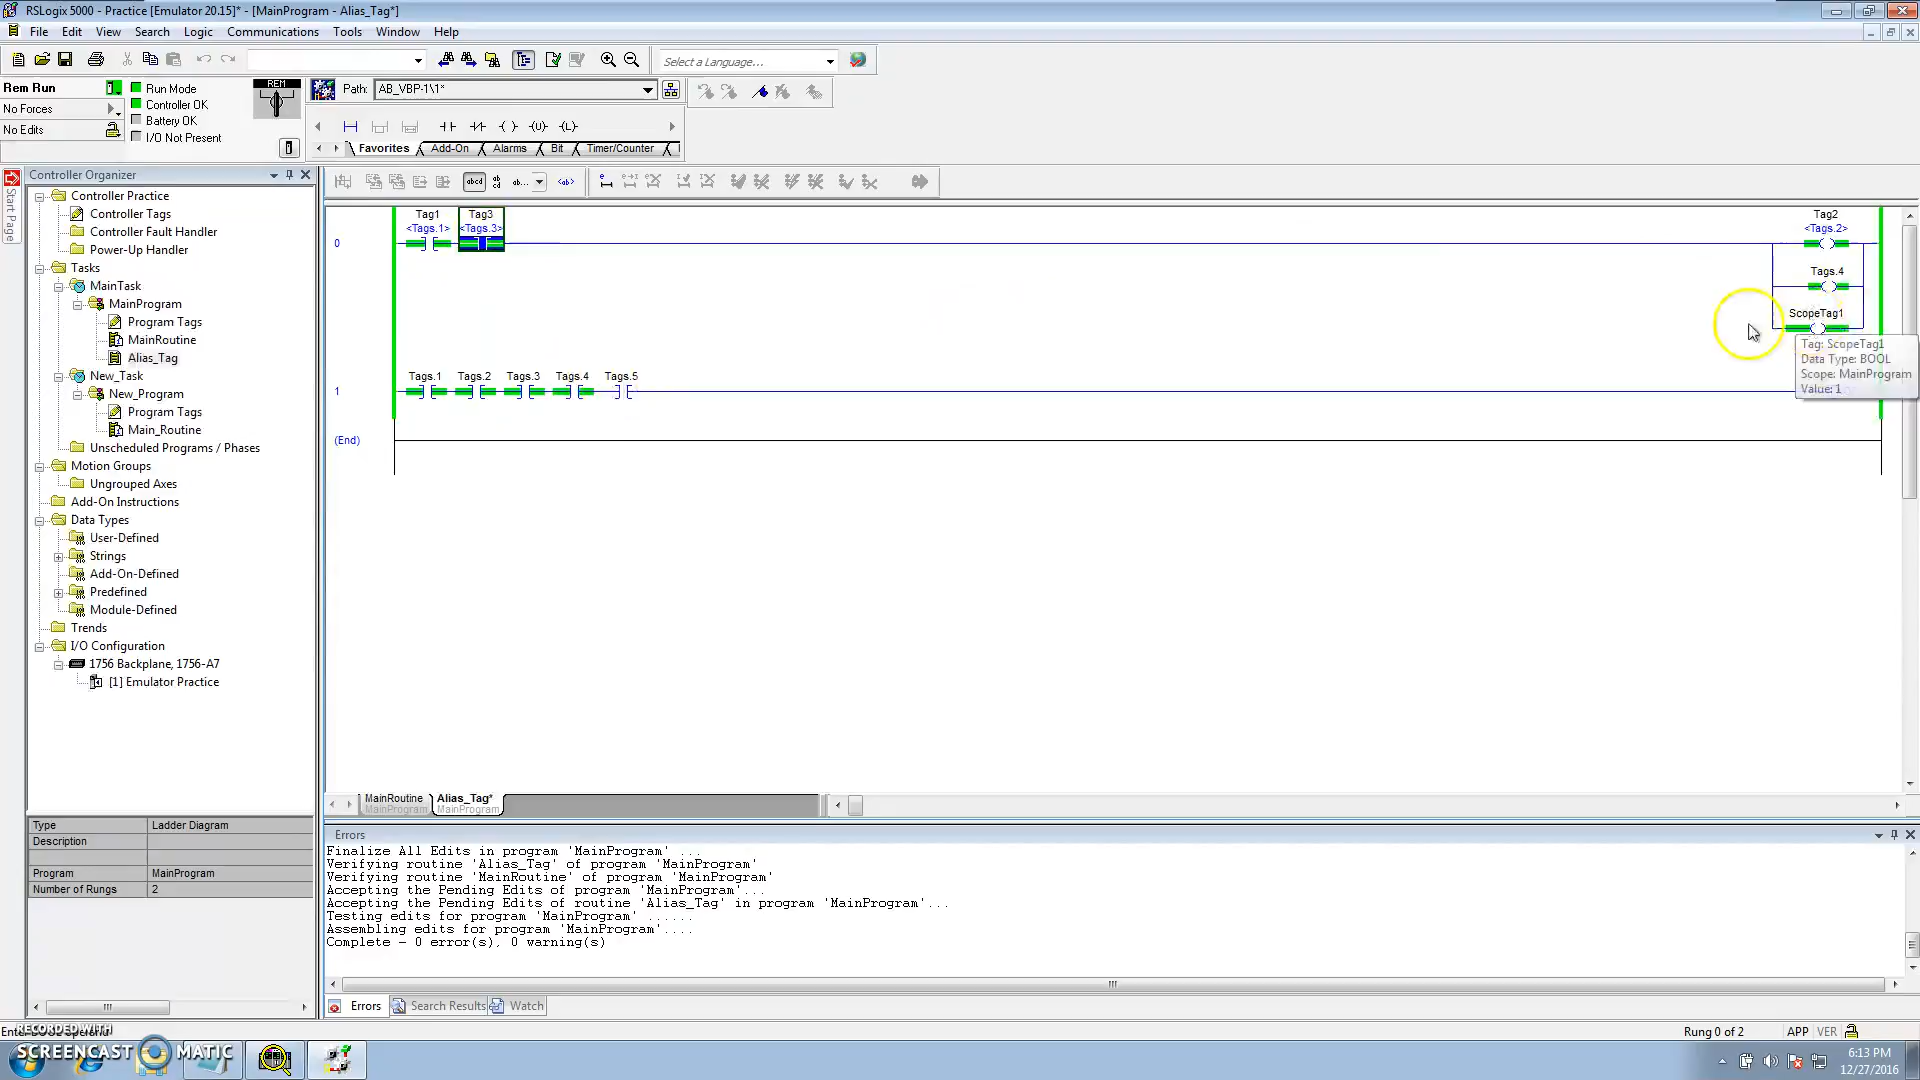 RSLogix 5000 - Practice [Emulator 20.15]* - [MainProgram - Alias_Tag*]
File Edit View Search Logic Communications Tools Window Help
Select a Language...
Rem Run
No Forces
No Edits
Run Mode
Controller OK
Battery OK
I/O Not Present
REM
Path: AB_VBP-1\1*
Favorites Add-On Alarms Bit Timer/Counter
Start Page
Controller Organizer
Controller Practice
Controller Tags
Controller Fault Handler
Power-Up Handler
Tasks
MainTask
MainProgram
Program Tags
MainRoutine
Alias_Tag
New_Task
New_Program
Program Tags
Main_Routine
Unscheduled Programs / Phases
Motion Groups
Ungrouped Axes
Add-On Instructions
Data Types
User-Defined
Strings
Add-On-Defined
Predefined
Module-Defined
Trends
I/O Configuration
1756 Backplane, 1756-A7
[1] Emulator Practice
Type Ladder Diagram
Description
Program MainProgram
Number of Rungs 2
Tag1 Tag3 Tag2
<Tags.1> <Tags.3> <Tags.2>
0
Tags.4
ScopeTag1
Tag: ScopeTag1
Data Type: BOOL
Scope: MainProgram
Value: 1
Tags.1 Tags.2 Tags.3 Tags.4 Tags.5
1
(End)
MainRoutine Alias_Tag*
MainProgram MainProgram
Errors
Finalize All Edits in program 'MainProgram' ...
Verifying routine 'Alias_Tag' of program 'MainProgram'
Verifying routine 'MainRoutine' of program 'MainProgram'
Accepting the Pending Edits of program 'MainProgram'...
Accepting the Pending Edits of routine 'Alias_Tag' in program 'MainProgram'...
Testing edits for program 'MainProgram' ......
Assembling edits for program 'MainProgram'....
Complete - 0 error(s), 0 warning(s)
Errors Search Results Watch
Rung 0 of 2 APP VER
RECORDED WITH
SCREENCAST MATIC
6:13 PM
12/27/2016